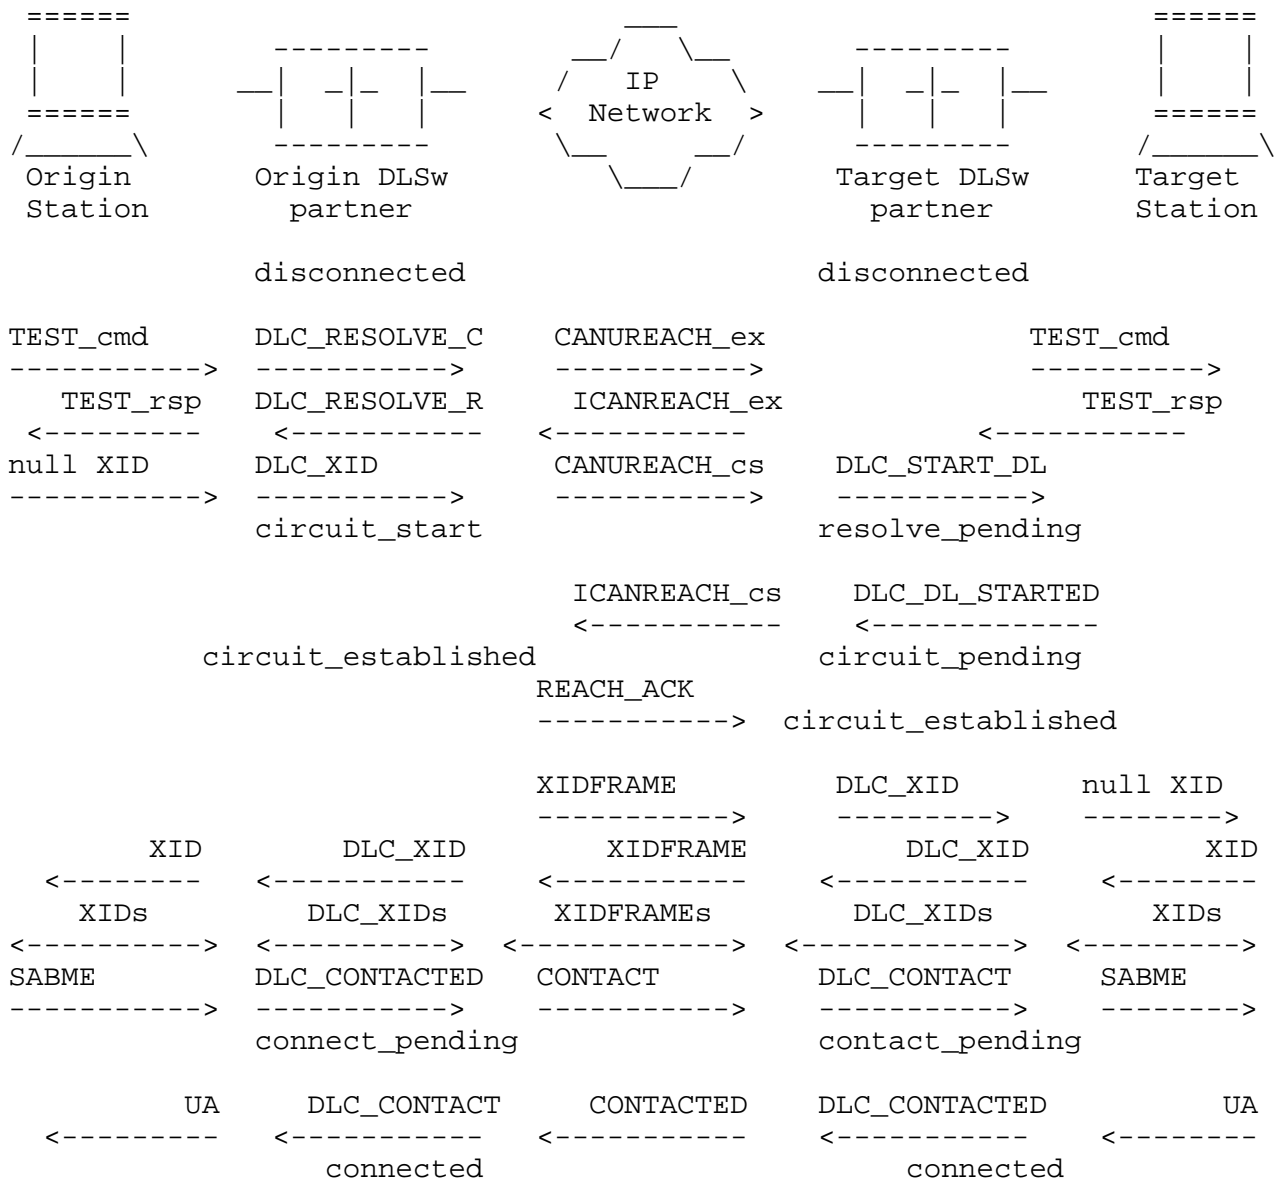 IP
Network
Origin Origin DLSw Target DLSw Target
Station partner partner Station
disconnected disconnected
TEST_cmd DLC_RESOLVE_C CANUREACH_ex TEST_cmd
TEST_rsp DLC_RESOLVE_R ICANREACH_ex TEST_rsp
null XID DLC_XID CANUREACH_cs DLC_START_DL
circuit_start resolve_pending
ICANREACH_cs DLC_DL_STARTED
circuit_established circuit_pending
REACH_ACK
circuit_established
XIDFRAME DLC_XID null XID
XID DLC_XID XIDFRAME DLC_XID XID
XIDs DLC_XIDs XIDFRAMEs DLC_XIDs XIDs
SABME DLC_CONTACTED CONTACT DLC_CONTACT SABME
connect_pending contact_pending
UA DLC_CONTACT CONTACTED DLC_CONTACTED UA
connected connected